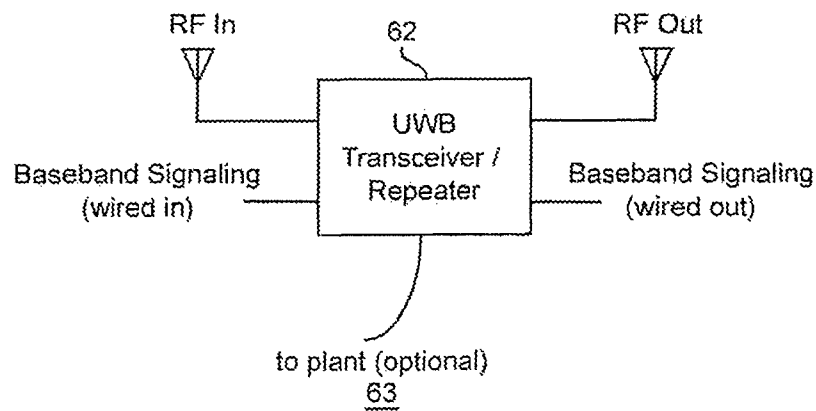 RF In
62
RF Out
UWB
Transceiver /
Repeater
Baseband Signaling
(wired in)
Baseband Signaling
(wired out)
to plant (optional)
63